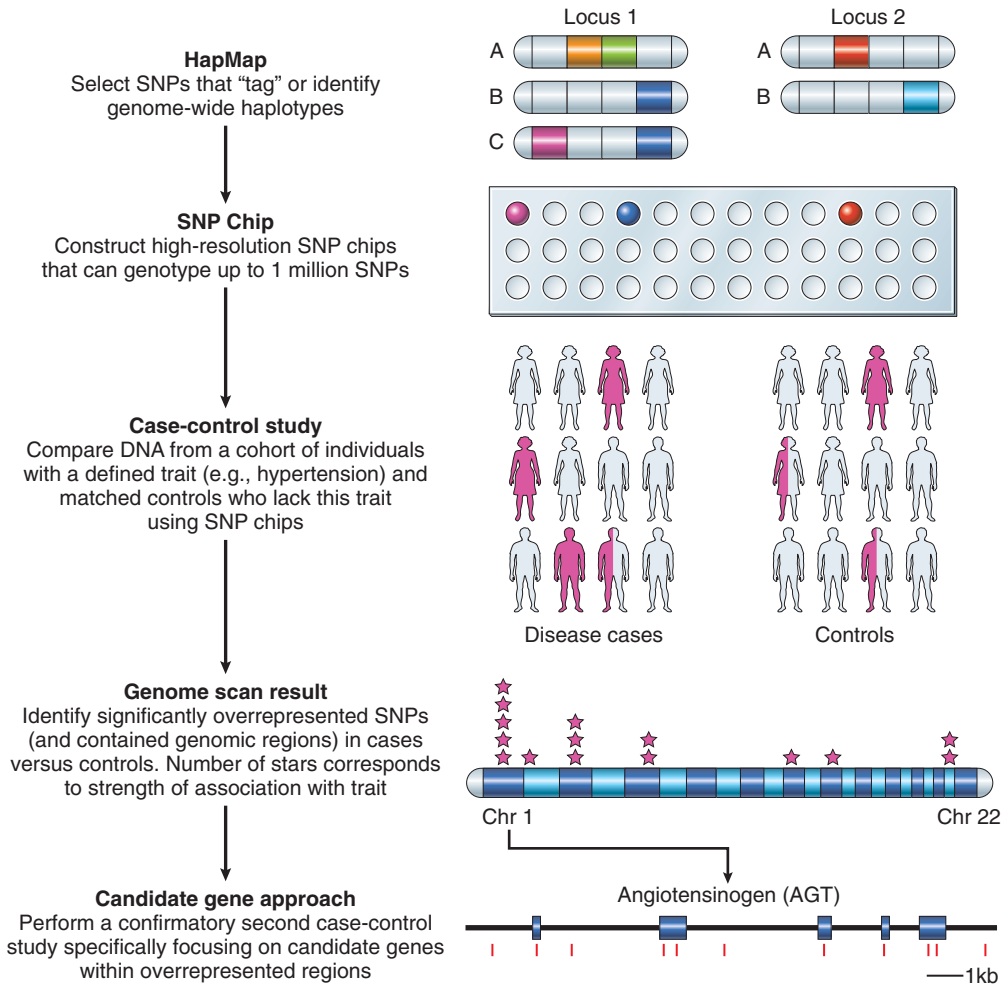 HapMap
Select SNPs that “tag” or identify
genome-wide haplotypes
Locus 1
A
B
C
Locus 2
A
B
SNP Chip
Construct high-resolution SNP chips
that can genotype up to 1 million SNPs
Case-control study
Compare DNA from a cohort of individuals
with a defined trait (e.g., hypertension) and
matched controls who lack this trait
using SNP chips
Disease cases
Controls
Genome scan result
Identify significantly overrepresented SNPs
(and contained genomic regions) in cases
versus controls. Number of stars corresponds
to strength of association with trait
Chr 1
Chr 22
Candidate gene approach
Perform a confirmatory second case-control
study specifically focusing on candidate genes
within overrepresented regions
Angiotensinogen (AGT)
1kb